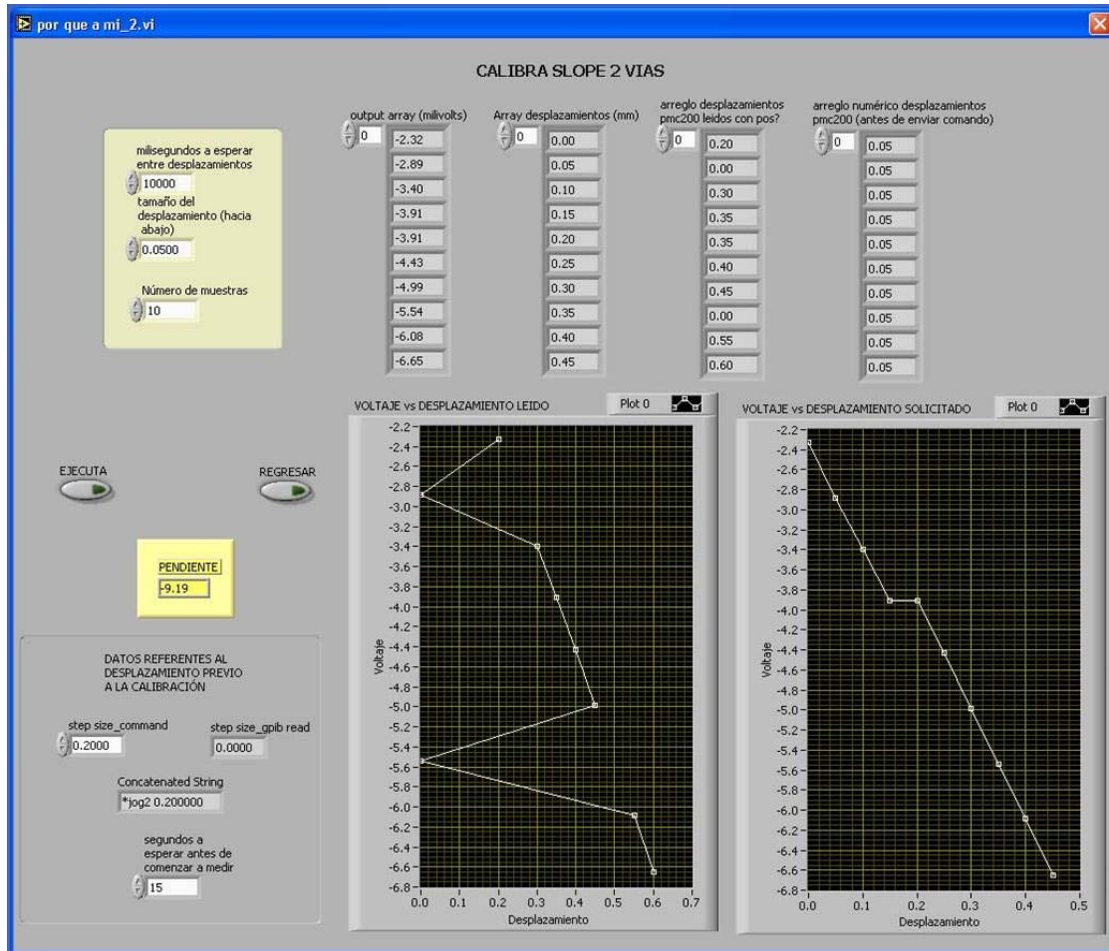 por que a mi_2.vi
CALIBRA SLOPE 2 VIAS
milisegundos a esperar
entre desplazamientos
10000
tamaño del
desplazamiento (hacia
abajo)
0.0500
Número de muestras
10
output array (milivolts)
0
-2.32
-2.89
-3.40
-3.91
-3.91
-4.43
-4.99
-5.54
-6.08
-6.65
Array desplazamientos (mm)
0
0.00
0.05
0.10
0.15
0.20
0.25
0.30
0.35
0.40
0.45
arreglo desplazamientos
pmc200 leidos con pos?
0
0.20
0.00
0.30
0.35
0.35
0.40
0.45
0.00
0.55
0.60
arreglo numérico desplazamientos
pmc200 (antes de enviar comando)
0
0.05
0.05
0.05
0.05
0.05
0.05
0.05
0.05
0.05
0.05
EJECUTA
REGRESAR
PENDIENTE
-9.19
DATOS REFERENTES AL
DESPLAZAMIENTO PREVIO
A LA CALIBRACIÓN
step size_command
0.2000
step size_gpib read
0.0000
Concatenated String
*jog2 0.200000
segundos a
esperar antes de
comenzar a medir
15
VOLTAJE vs DESPLAZAMIENTO LEIDO
Plot 0
Voltaje
-2.2
-2.4
-2.6
-2.8
-3.0
-3.2
-3.4
-3.6
-3.8
-4.0
-4.2
-4.4
-4.6
-4.8
-5.0
-5.2
-5.4
-5.6
-5.8
-6.0
-6.2
-6.4
-6.6
-6.8
0.0 0.1 0.2 0.3 0.4 0.5 0.6 0.7
Desplazamiento
VOLTAJE vs DESPLAZAMIENTO SOLICITADO
Plot 0
Voltaje
-2.2
-2.4
-2.6
-2.8
-3.0
-3.2
-3.4
-3.6
-3.8
-4.0
-4.2
-4.4
-4.6
-4.8
-5.0
-5.2
-5.4
-5.6
-5.8
-6.0
-6.2
-6.4
-6.6
-6.8
0.0 0.1 0.2 0.3 0.4 0.5
Desplazamiento